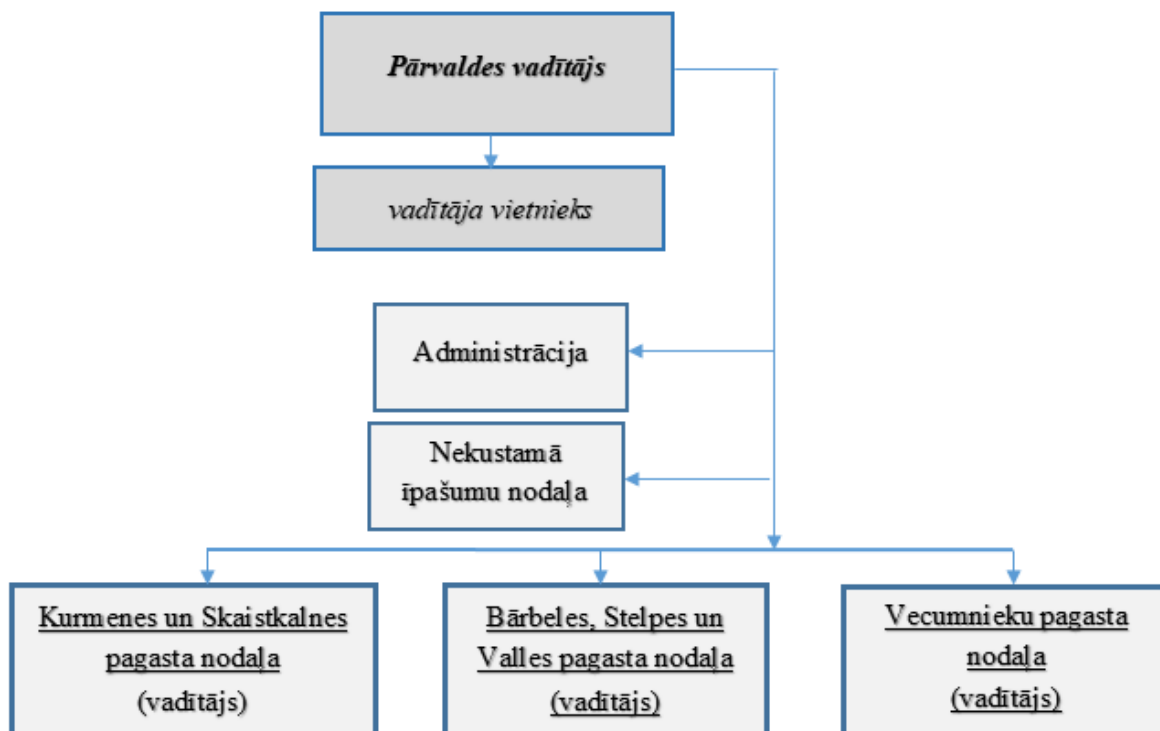 Pārvaldes vadītājs
vadītāja vietnieks
Administrācija
Nekustamā
īpašumu nodaļa
Kurmenes un Skaistkalnes
pagasta nodaļa
(vadītājs)
Bārbeles, Stelpes un
Valles pagasta nodaļa
(vadītājs)
Vecumnieku pagasta
nodaļa
(vadītājs)